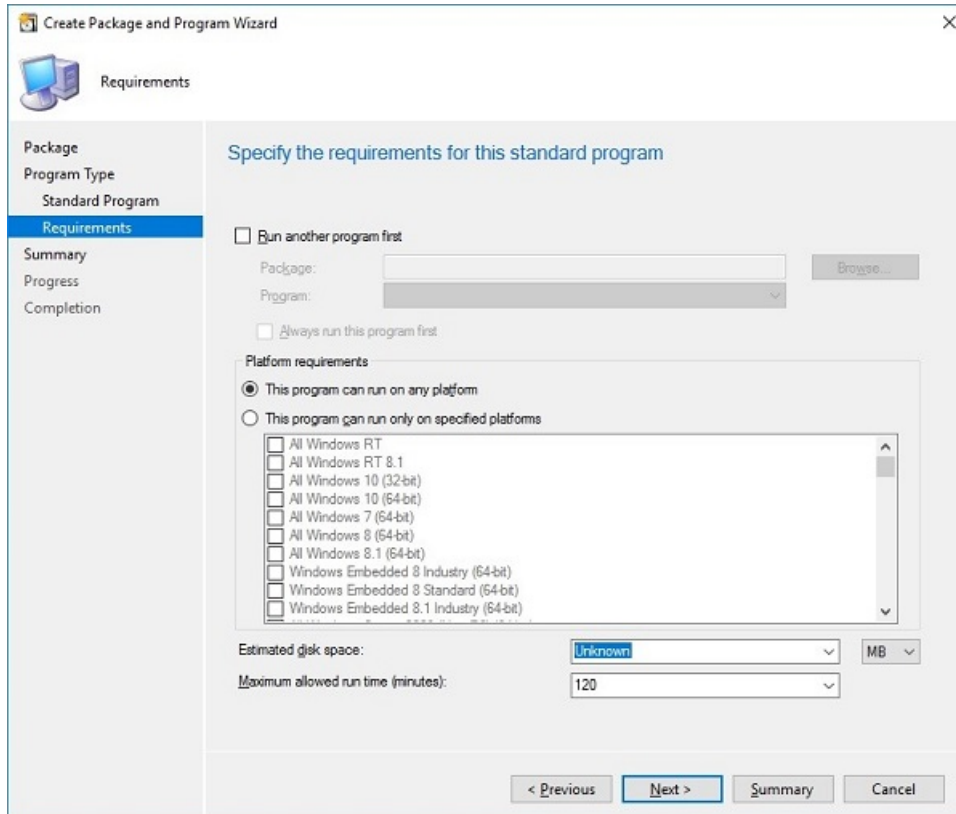 Create Package and Program Wizard
Requirements
Package
Program Type
Standard Program
Requirements
Summary
Progress
Completion
Specify the requirements for this standard program
Run another program first
Package:
Browse...
Program:
Always run this program first
Platform requirements
This program can run on any platform
This program can run only on specified platforms
All Windows RT
All Windows RT 8.1
All Windows 10 (32-bit)
All Windows 10 (64-bit)
All Windows 7 (64-bit)
All Windows 8 (64-bit)
All Windows 8.1 (64-bit)
Windows Embedded 8 Industry (64-bit)
Windows Embedded 8 Standard (64-bit)
Windows Embedded 8.1 Industry (64-bit)
Estimated disk space: Unknown MB
Maximum allowed run time (minutes): 120
< Previous Next > Summary Cancel